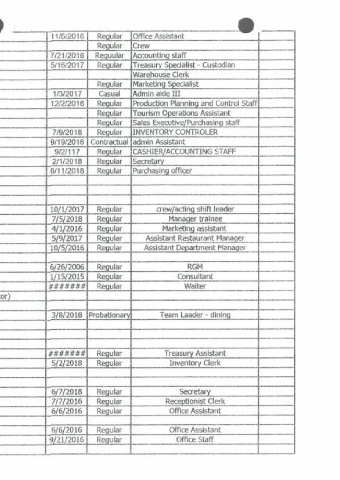 11/6/2016 Regular Office Assistant
Regular Crew
7/21/2016 Reguular Accounting staff
5/16/2017 Regular Treasury Specialist - Custodian
Warehouse Clerk
Regular Marketing Specialist
1/3/2017 Casual Admin aide III
12/2/2016 Regular Production Planning and Control Staff
Regular Tourism Operations Assistant
Regular Sales Executive/Purchasing staff
7/9/2018 Regular INVENTORY CONTROLER
9/19/2016 Contractual admin Assistant
9/2/117 Regular CASHIER/ACCOUNTING STAFF
2/1/2018 Regular Secretary
6/11/2018 Regular Purchasing officer
10/1/2017 Regular crew/acting shift leader
7/5/2018 Regular Manager trainee
4/1/2016 Regular Marketing assistant
5/9/2017 Regular Assistant Restaurant Manager
10/5/2016 Regular Assistant Department Manager
6/26/2006 Regular RGM
1/15/2015 Regular Consultant
####### Regular Waiter
or)
3/8/2018 Probationary Team Laader - dining
####### Regular Treasury Assistant
5/2/2018 Regular Inventory Clerk
6/7/2018 Regular Secretary
7/7/2016 Regular Receptionist Clerk
6/6/2016 Regular Office Assistant
6/6/2016 Regular Office Assistant
9/21/2016 Regular Office Staff